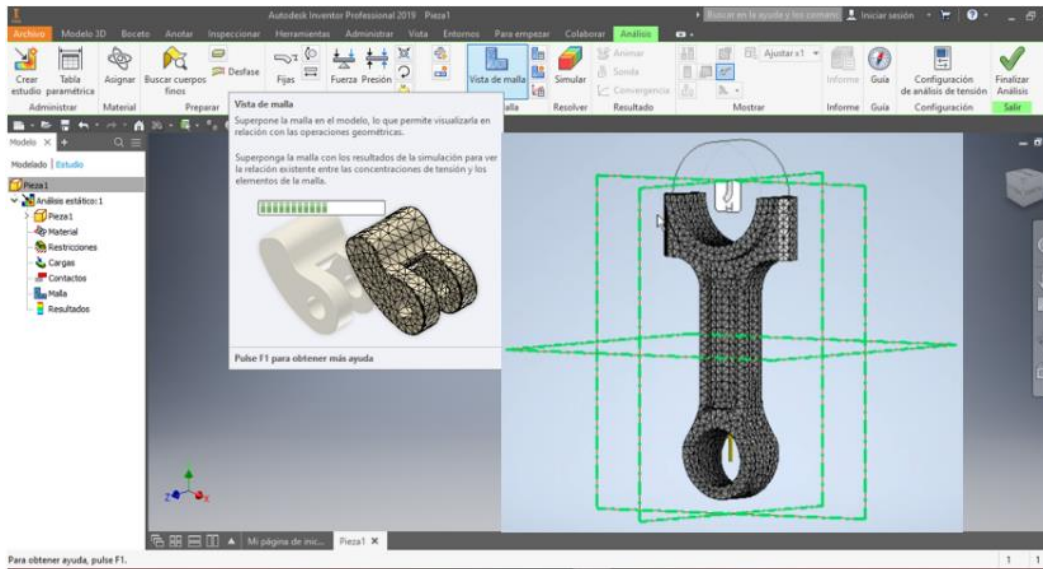 Autodesk Inventor Professional 2019 Pieza1
Buscar en la ayuda y los comand
Iniciar sesión
Archivo Modelo 3D Boceto Anotar Inspeccionar Herramientas Administrar Vista Entornos Para empezar Colaborar Análisis
Crear estudio
Tabla paramétrica
Asignar
Buscar cuerpos finos
Desfase
Fijas
Fuerza Presión
Vista de malla
Simular
Animar
Sonda
Convergencia
Ajustar x1
Informe
Guía
Configuración de análisis de tensión
Finalizar Análisis
Administrar Material Preparar alla Resolver Resultado Mostrar Informe Guía Configuración Salir
Vista de malla
Superpone la malla en el modelo, lo que permite visualizarla en
relación con las operaciones geométricas.
Superponga la malla con los resultados de la simulación para ver
la relación existente entre las concentraciones de tensión y los
elementos de la malla.
Pulse F1 para obtener más ayuda
Modelo
Modelado Estudio
Pieza1
Análisis estático:1
Pieza1
Material
Restricciones
Cargas
Contactos
Malla
Resultados
Z X
Mi página de inic... Pieza1
Para obtener ayuda, pulse F1.
1 1